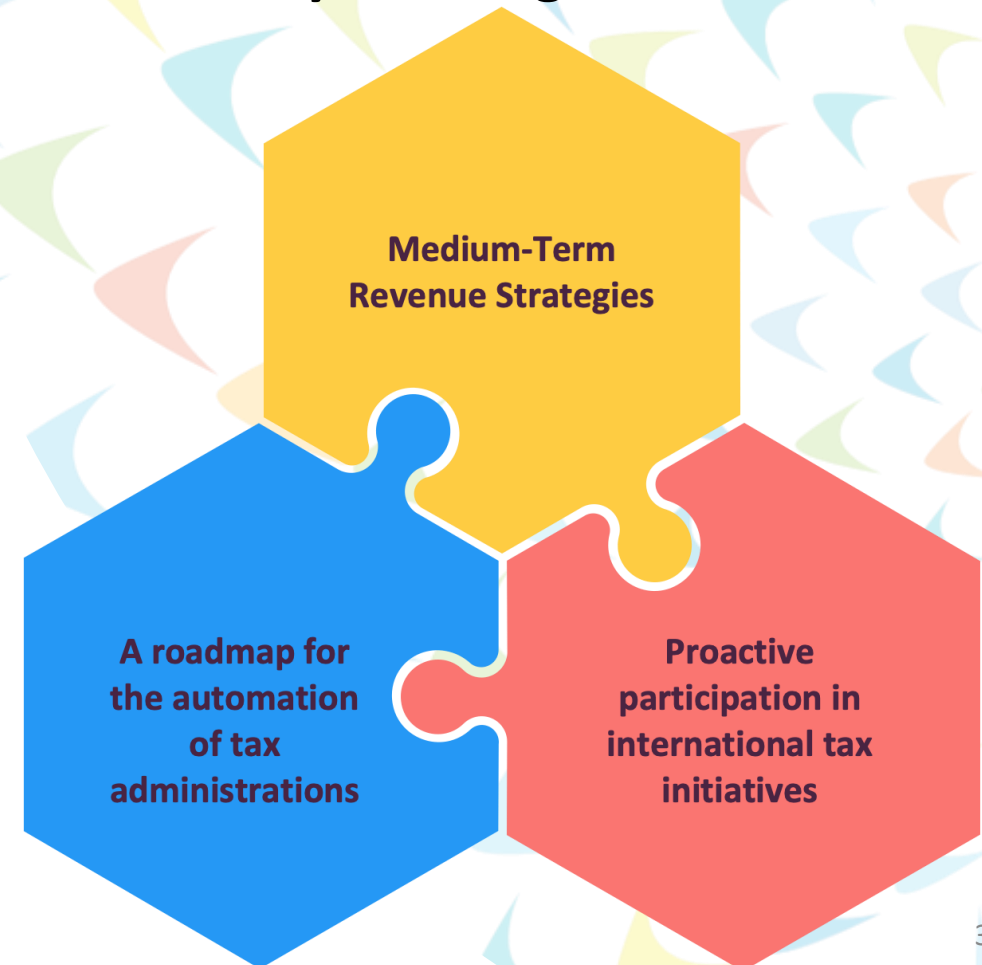 Medium-Term
Revenue Strategies
A roadmap for
the automation
of tax
administrations
Proactive
participation in
international tax
initiatives